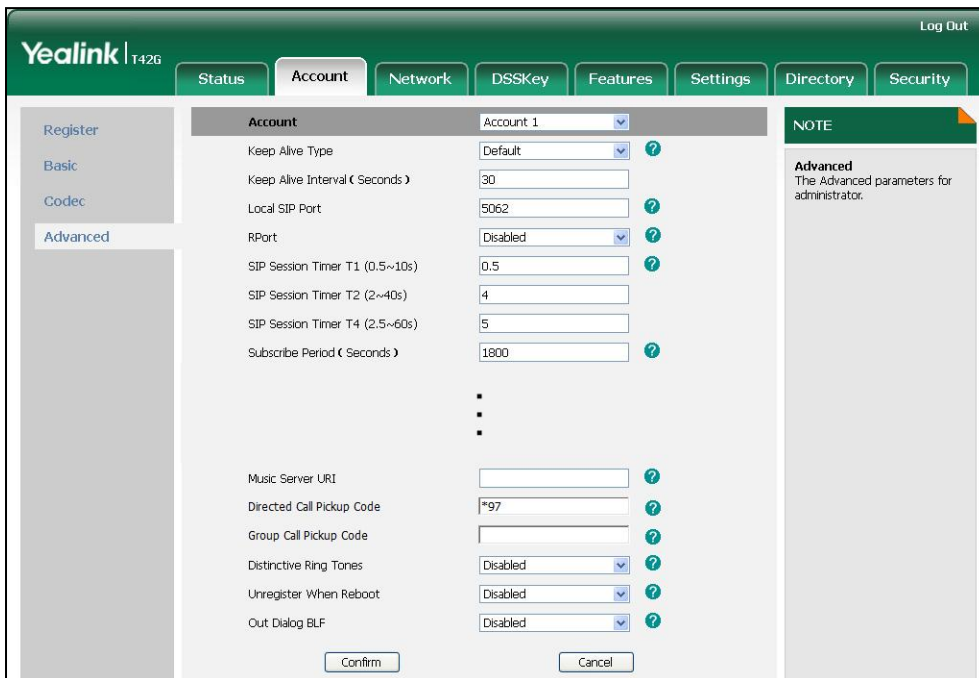 Log Out
Yealink T42G
Status Account Network DSSKey Features Settings Directory Security
Register
Basic
Codec
Advanced
Account Account 1
Keep Alive Type Default ?
Keep Alive Interval ( Seconds ) 30
Local SIP Port 5062 ?
RPort Disabled ?
SIP Session Timer T1 (0.5~10s) 0.5 ?
SIP Session Timer T2 (2~40s) 4
SIP Session Timer T4 (2.5~60s) 5
Subscribe Period ( Seconds ) 1800 ?
Music Server URI ?
Directed Call Pickup Code *97 ?
Group Call Pickup Code ?
Distinctive Ring Tones Disabled ?
Unregister When Reboot Disabled ?
Out Dialog BLF Disabled ?
Confirm Cancel
NOTE
Advanced
The Advanced parameters for
administrator.